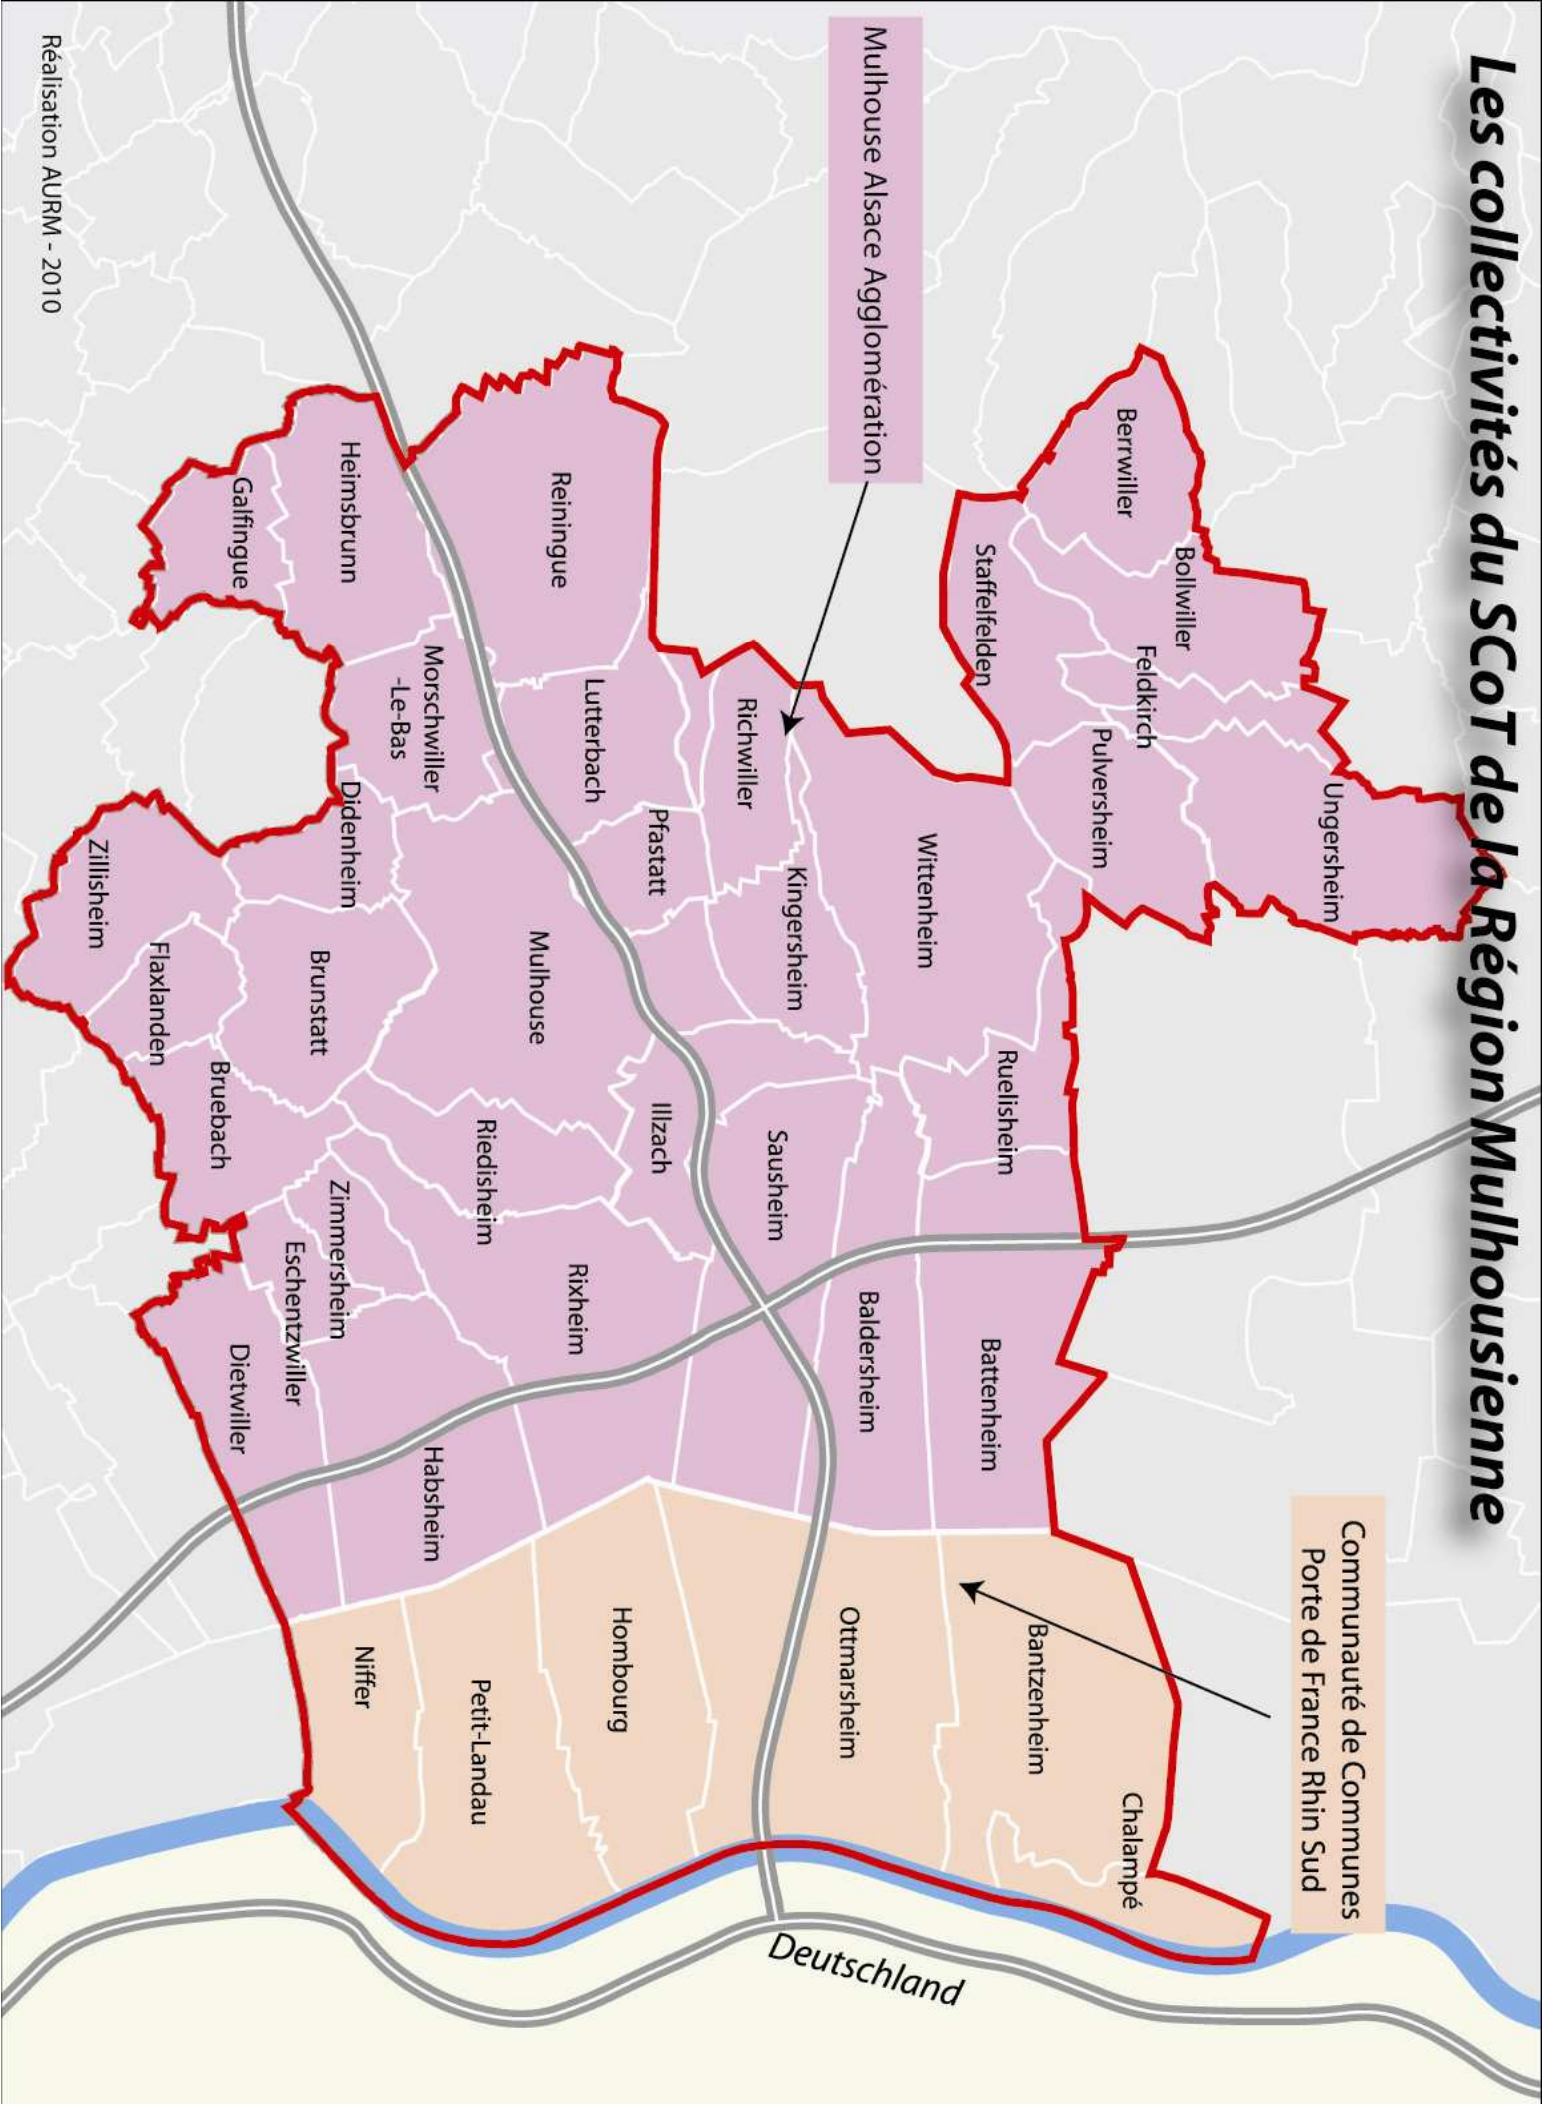 Les collectivités du SCoT de la Région Mulhousienne
Communauté de Communes
Porte de France Rhin Sud
Mulhouse Alsace Agglomération
Ungersheim
Bollwiller
Berrwiller
Feldkirch
Pulversheim
Staffelfelden
Chalampé
Bantzenheim
Ruelisheim
Battenheim
Wittenheim
Baldersheim
Ottmarsheim
Kingersheim
Sausheim
Richwiller
Pfastatt
Illzach
Hombourg
Lutterbach
Rixheim
Reiningue
Mulhouse
Riedisheim
Petit-Landau
Morschwiller
-Le-Bas
Habsheim
Niffer
Heimsbrunn
Didenheim
Zimmersheim
Brunstatt
Eschentzwiller
Galfingue
Dietwiller
Bruebach
Flaxlanden
Zillisheim
Deutschland
Réalisation AURM - 2010